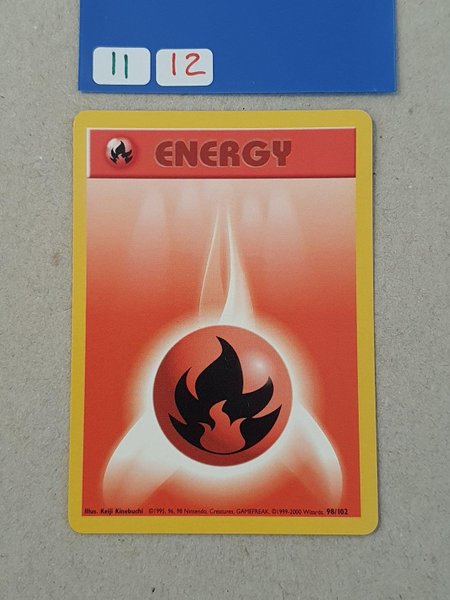 11 12
ENERGY
Illus. Keiji Kinebuchi ©1995, 96, 98 Nintendo, Creatures, GAMEFREAK. ©1999-2000 Wizards. 98/102